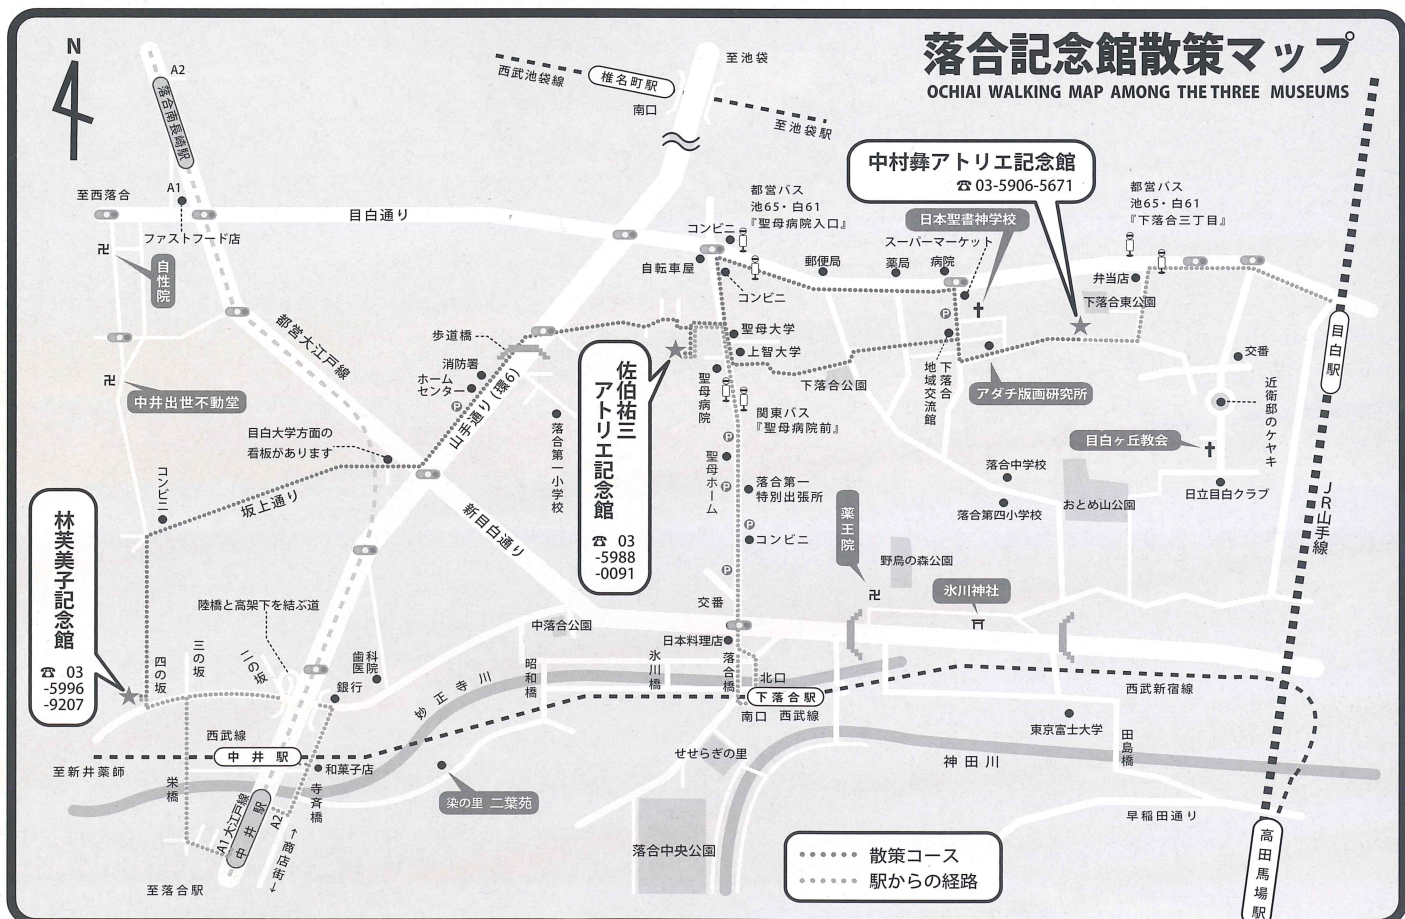 落合記念館散策マップ
OCHIAI WALKING MAP AMONG THE THREE MUSEUMS
N
A2
落合南長崎駅
A1
至西落合
ファストフード店
卍
自性院
目白通り
西武池袋線
椎名町駅
南口
至池袋
至池袋駅
中村彝アトリエ記念館
☎ 03-5906-5671
都営バス
池65・白61
『聖母病院入口』
都営バス
池65・白61
『下落合三丁目』
コンビニ
自転車屋
コンビニ
郵便局
薬局
日本聖書神学校
スーパーマーケット
病院
弁当店
下落合東公園
目白駅
都営大江戸線
歩道橋
消防署
ホーム
センター
P
山手通り(環6)
卍
中井出世不動堂
目白大学方面の
看板があります
落合第一小学校
佐伯祐三
アトリエ記念館
☎ 03
-5988
-0091
聖母大学
上智大学
聖母病院
下落合公園
関東バス
『聖母病院前』
P
下落合
地域交流館
アダチ版画研究所
交番
近衛邸のケヤキ
目白ヶ丘教会
日立目白クラブ
JR山手線
コンビニ
坂上通り
新目白通り
P
聖母ホーム
P
落合第一
特別出張所
P
コンビニ
P
交番
薬王院
卍
野鳥の森公園
氷川神社
落合中学校
落合第四小学校
おとめ山公園
林芙美子記念館
☎ 03
-5996
-9207
陸橋と高架下を結ぶ道
四の坂
三の坂
二の坂
歯科
医院
銀行
中落合公園
日本料理店
妙正寺川
昭和橋
氷川橋
落合橋
北口
下落合駅
南口
西武線
西武新宿線
西武線
中井駅
至新井薬師
栄橋
和菓子店
寺斉橋
A1
大江戸線
中井駅
A2
←商店街→
至落合駅
染の里 二葉苑
せせらぎの里
落合中央公園
神田川
東京富士大学
田島橋
早稲田通り
高田馬場駅
散策コース
駅からの経路